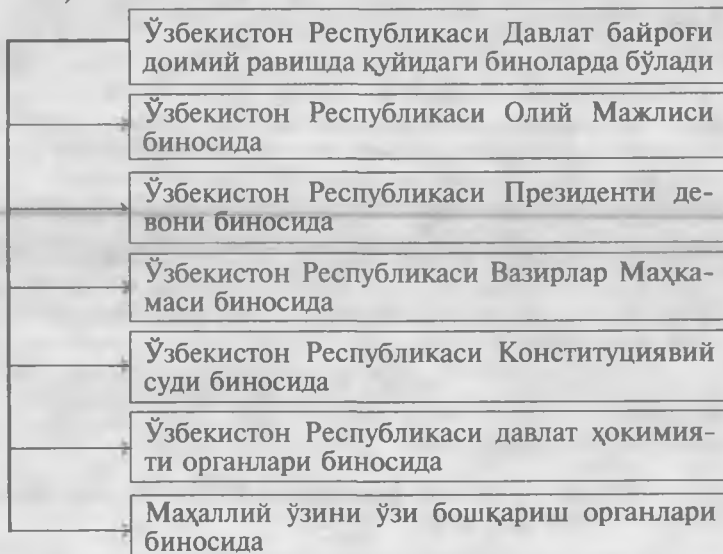 Ўзбекистон Республикаси Давлат байроғи
доимий равишда қуйидаги биноларда бўлади
Ўзбекистон Республикаси Олий Мажлиси
биносида
Ўзбекистон Республикаси Президенти де-
вони биносида
Ўзбекистон Республикаси Вазирлар Маҳка-
маси биносида
Ўзбекистон Республикаси Конституциявий
суди биносида
Ўзбекистон Республикаси давлат ҳокимия-
ти органлари биносида
Маҳаллий ўзини ўзи бошқариш органлари
биносида